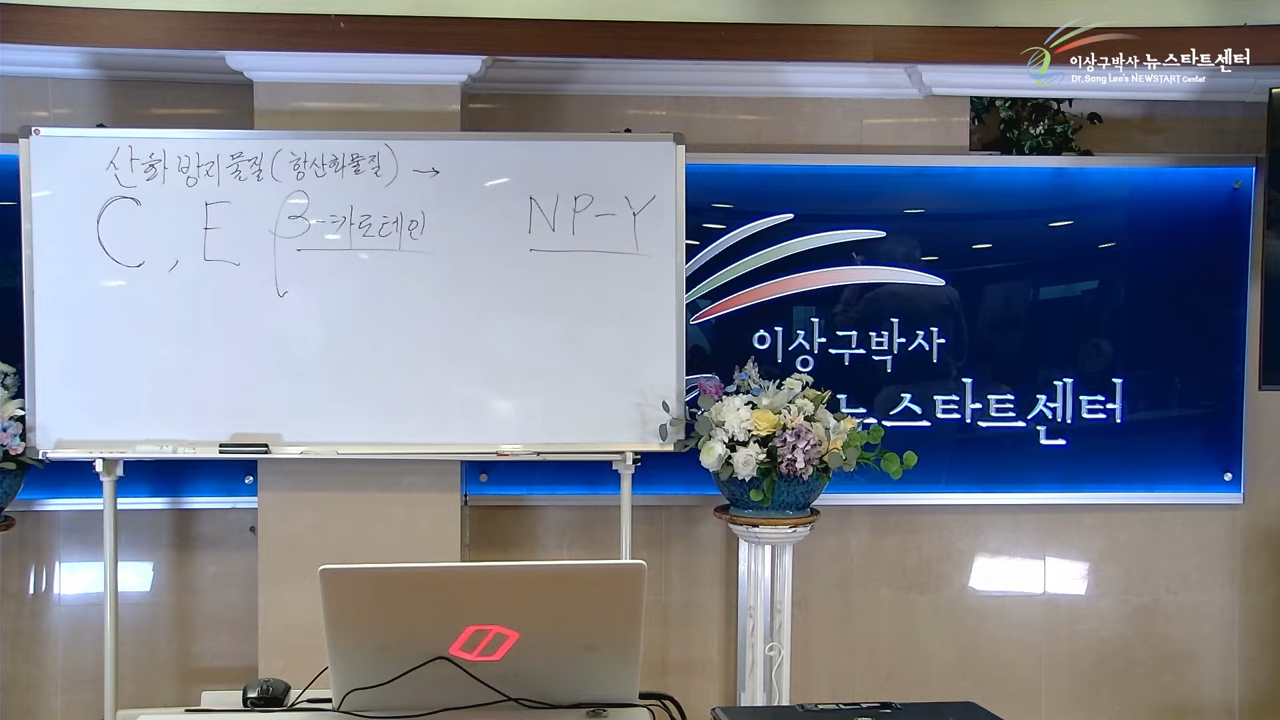 이상구박사 뉴스타트센터
Dr. Sang Lee's NEWSTART Center
산화방지물질(항산화물질) →
C, E β-카로테인 NP-Y
이상구박사
뉴스타트센터